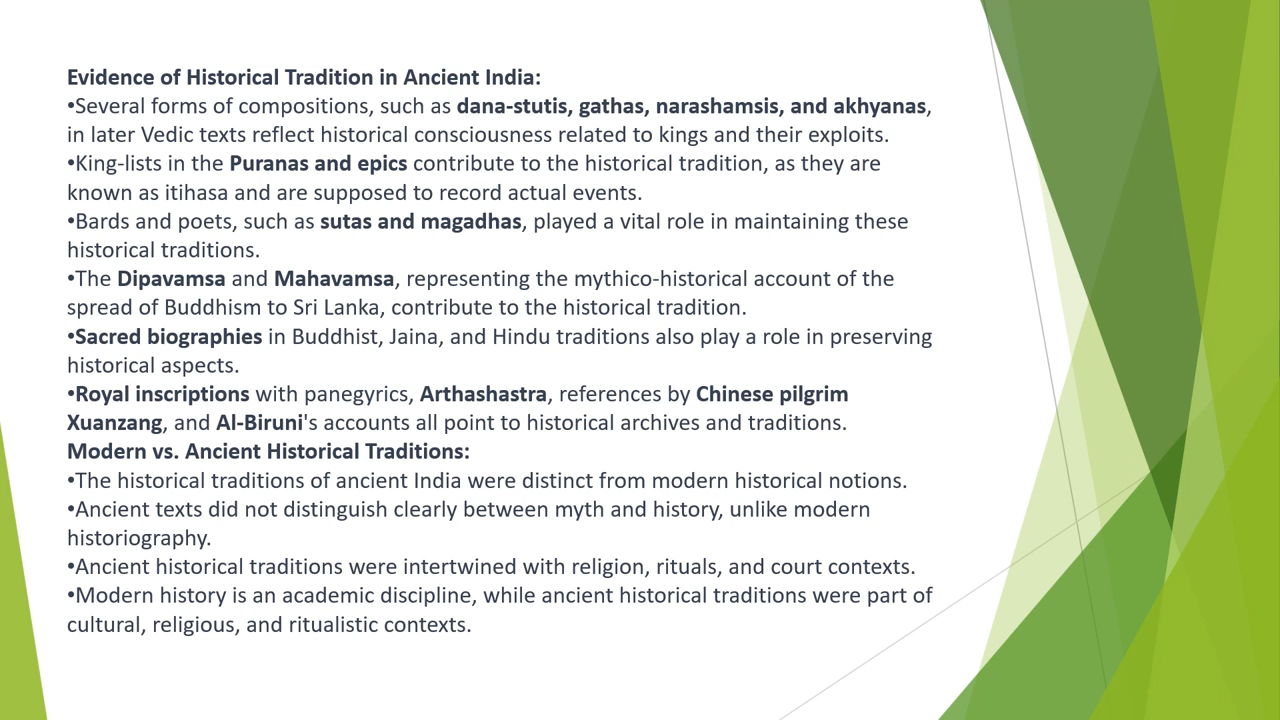 Evidence of Historical Tradition in Ancient India:
•Several forms of compositions, such as dana-stutis, gathas, narashamsis, and akhyanas,
in later Vedic texts reflect historical consciousness related to kings and their exploits.
•King-lists in the Puranas and epics contribute to the historical tradition, as they are
known as itihasa and are supposed to record actual events.
•Bards and poets, such as sutas and magadhas, played a vital role in maintaining these
historical traditions.
•The Dipavamsa and Mahavamsa, representing the mythico-historical account of the
spread of Buddhism to Sri Lanka, contribute to the historical tradition.
•Sacred biographies in Buddhist, Jaina, and Hindu traditions also play a role in preserving
historical aspects.
•Royal inscriptions with panegyrics, Arthashastra, references by Chinese pilgrim
Xuanzang, and Al-Biruni's accounts all point to historical archives and traditions.
Modern vs. Ancient Historical Traditions:
•The historical traditions of ancient India were distinct from modern historical notions.
•Ancient texts did not distinguish clearly between myth and history, unlike modern
historiography.
•Ancient historical traditions were intertwined with religion, rituals, and court contexts.
•Modern history is an academic discipline, while ancient historical traditions were part of
cultural, religious, and ritualistic contexts.